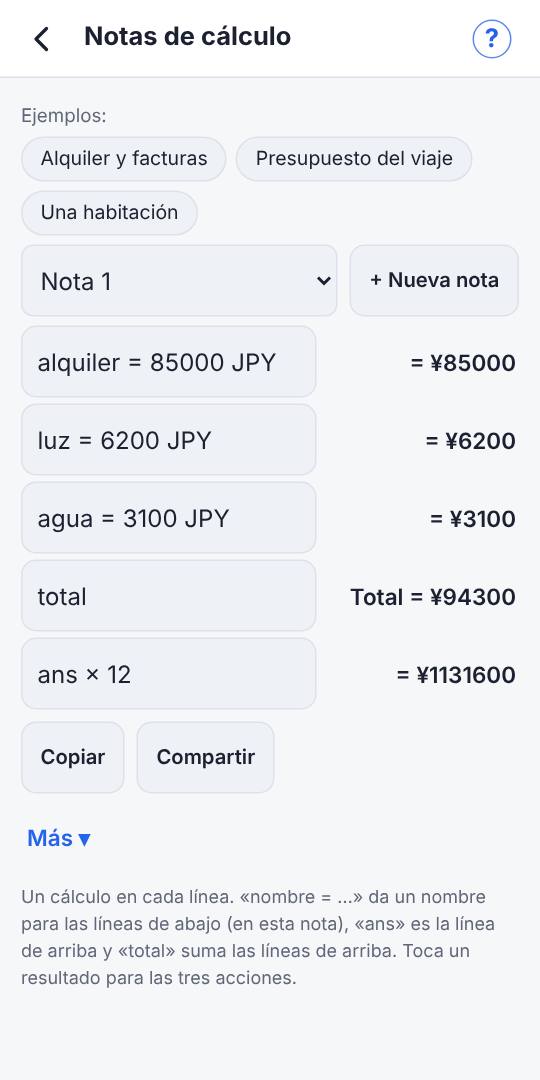 Notas de cálculo
?
Ejemplos:
Alquiler y facturas
Presupuesto del viaje
Una habitación
Nota 1
+ Nueva nota
alquiler = 85000 JPY
= ¥85000
luz = 6200 JPY
= ¥6200
agua = 3100 JPY
= ¥3100
total
Total = ¥94300
ans × 12
= ¥1131600
Copiar
Compartir
Más ▾
Un cálculo en cada línea. «nombre = ...» da un nombre
para las líneas de abajo (en esta nota), «ans» es la línea
de arriba y «total» suma las líneas de arriba. Toca un
resultado para las tres acciones.